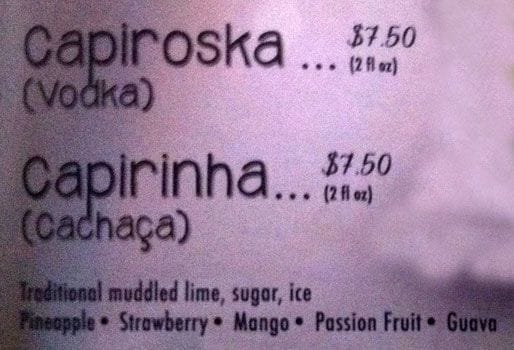 Capiroska ... $7.50
(Vodka) (2 fl oz)
Capirinha... $7.50
(Cachaça) (2 fl oz)
Traditional muddled lime, sugar, ice
Pineapple • Strawberry • Mango • Passion Fruit • Guava